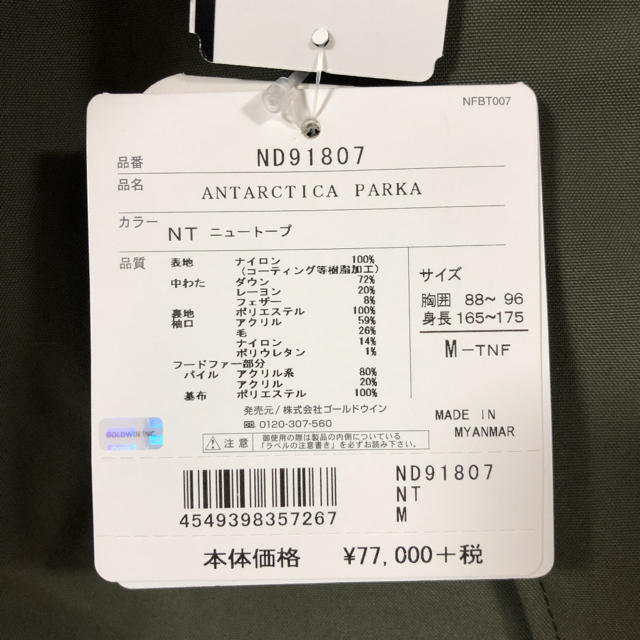 NFBT007
品番 ND91807
品名 ANTARCTICA PARKA
カラー NT ニュートープ
品質 表地 ナイロン 100%
(コーティング等樹脂加工)
中わた ダウン 72%
レーヨン 20%
フェザー 8%
裏地 ポリエステル 100%
袖口 アクリル 59%
毛 26%
ナイロン 14%
ポリウレタン 1%
フードファー部分
パイル アクリル系 80%
アクリル 20%
基布 ポリエステル 100%
サイズ
胸囲 88~ 96
身長 165~175
M-TNF
発売元/株式会社ゴールドウイン
0120-307-560
注意 御使用の際は製品の内側についている
「ラベルの注意書き」を必ずお読み下さい。
MADE IN
MYANMAR
GOLDWIN INC.
4549398357267
ND91807
NT
M
本体価格 ¥77,000+税